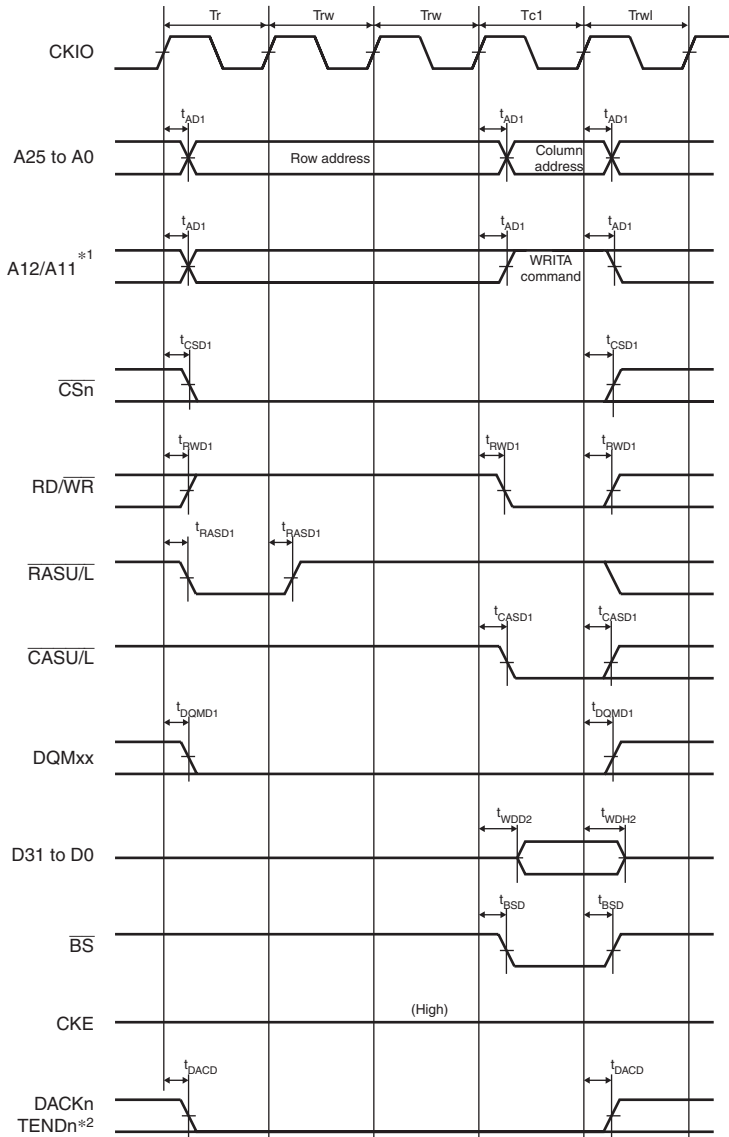 Tr Trw Trw Tc1 Trwl
CKIO
tAD1 tAD1 tAD1
A25 to A0 Row address Column address
tAD1 tAD1 tAD1
A12/A11*1 WRITA command
tCSD1 tCSD1
CSn
tRWD1 tRWD1 tRWD1
RD/WR
tRASD1 tRASD1
RASU/L
tCASD1 tCASD1
CASU/L
tDQMD1 tDQMD1
DQMxx
tWDD2 tWDH2
D31 to D0
tBSD tBSD
BS
(High)
CKE
tDACD tDACD
DACKn
TENDn*2